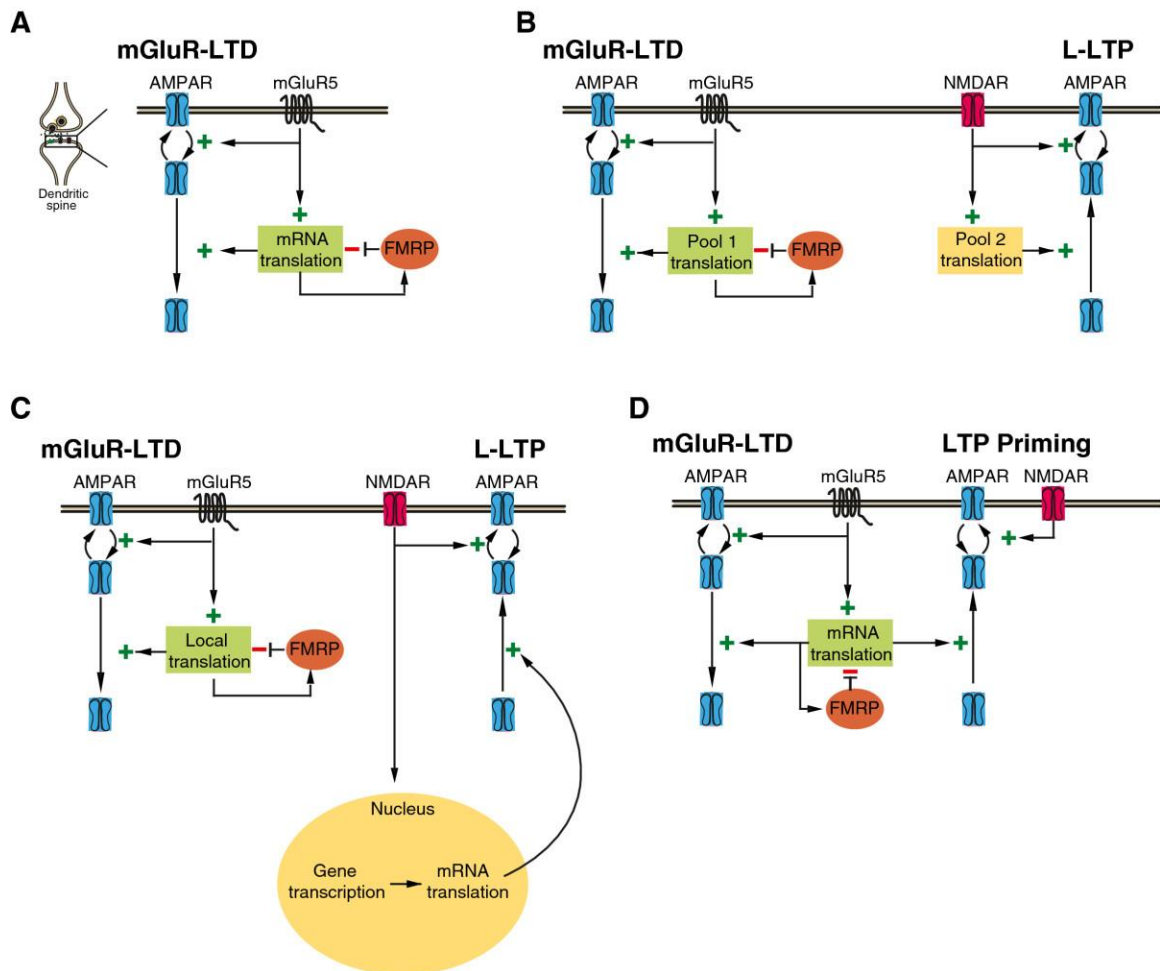 A
mGluR-LTD
AMPAR
mGluR5
Dendritic
spine
+
+
+
mRNA
translation
FMRP
B
mGluR-LTD
L-LTP
AMPAR
mGluR5
NMDAR
AMPAR
+
+
+
+
Pool 1
translation
FMRP
Pool 2
translation
+
+
C
mGluR-LTD
L-LTP
AMPAR
mGluR5
NMDAR
AMPAR
+
+
+
Local
translation
FMRP
+
+
Nucleus
Gene
transcription
mRNA
translation
D
mGluR-LTD
LTP Priming
AMPAR
mGluR5
AMPAR
NMDAR
+
+
+
mRNA
translation
+
+
FMRP